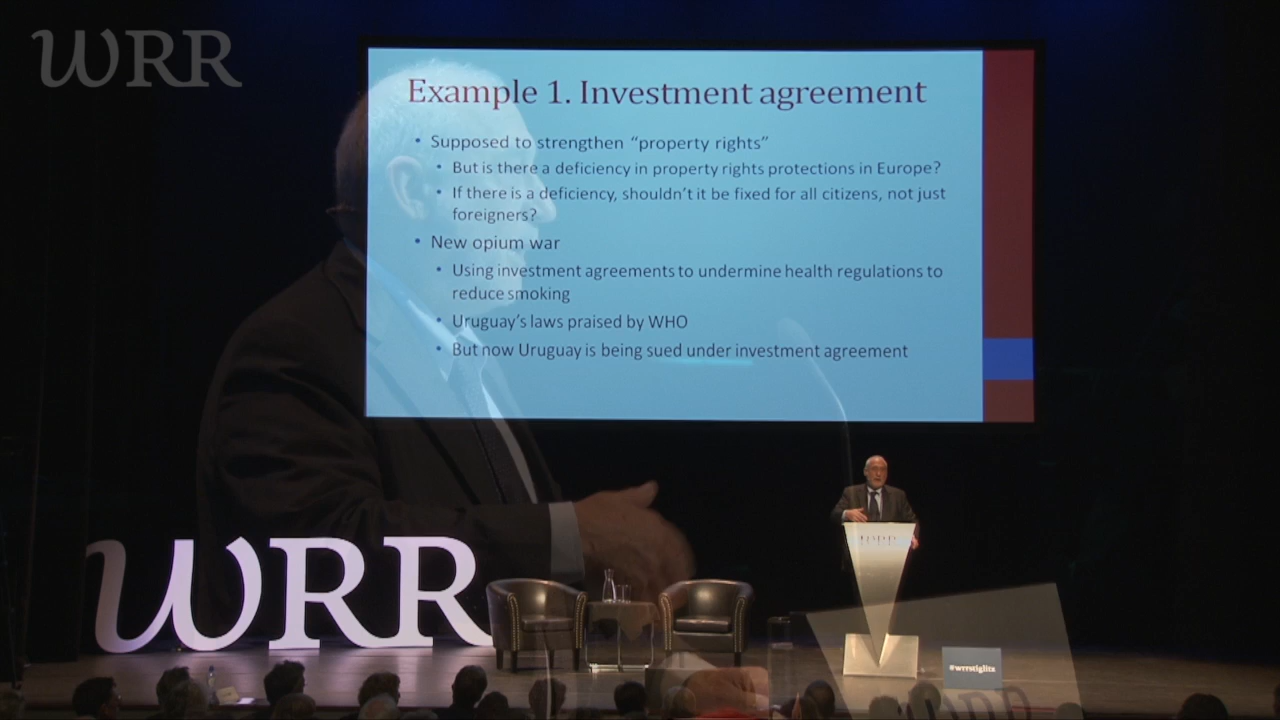 WRR
Example 1. Investment agreement
• Supposed to strengthen “property rights”
• But is there a deficiency in property rights protections in Europe?
• If there is a deficiency, shouldn’t it be fixed for all citizens, not just
foreigners?
• New opium war
• Using investment agreements to undermine health regulations to
reduce smoking
• Uruguay’s laws praised by WHO
• But now Uruguay is being sued under investment agreement
WRR
WRR
#wrrstiglitz
WRR